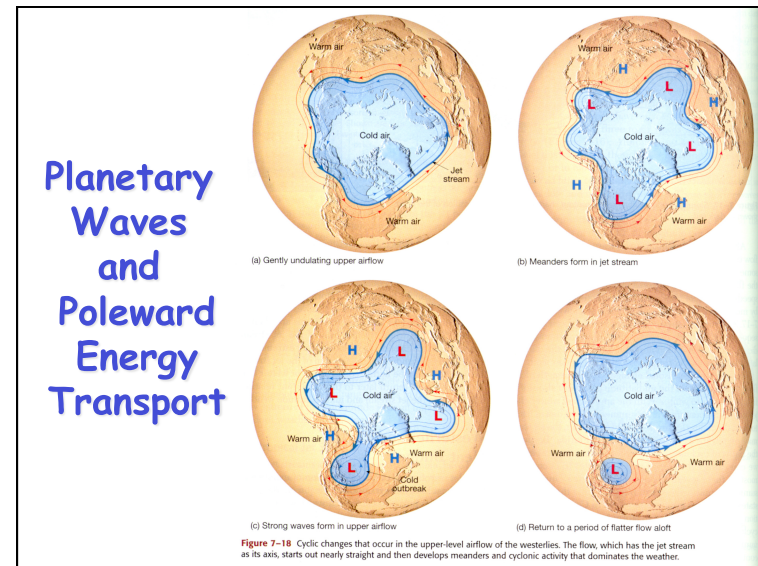 Planetary
Waves
and
Poleward
Energy
Transport
Warm air
Cold air
Jet
stream
Warm air
(a) Gently undulating upper airflow
Warm air
H
L
L
H
Cold air
L
H
L
H
Warm air
(b) Meanders form in jet stream
H
L
H
L
Cold air
L
Warm air
H
H
Warm air
L
Cold
outbreak
(c) Strong waves form in upper airflow
Cold air
Warm air
L
Warm air
(d) Return to a period of flatter flow aloft
Figure 7–18 Cyclic changes that occur in the upper-level airflow of the westerlies. The flow, which has the jet stream
as its axis, starts out nearly straight and then develops meanders and cyclonic activity that dominates the weather.